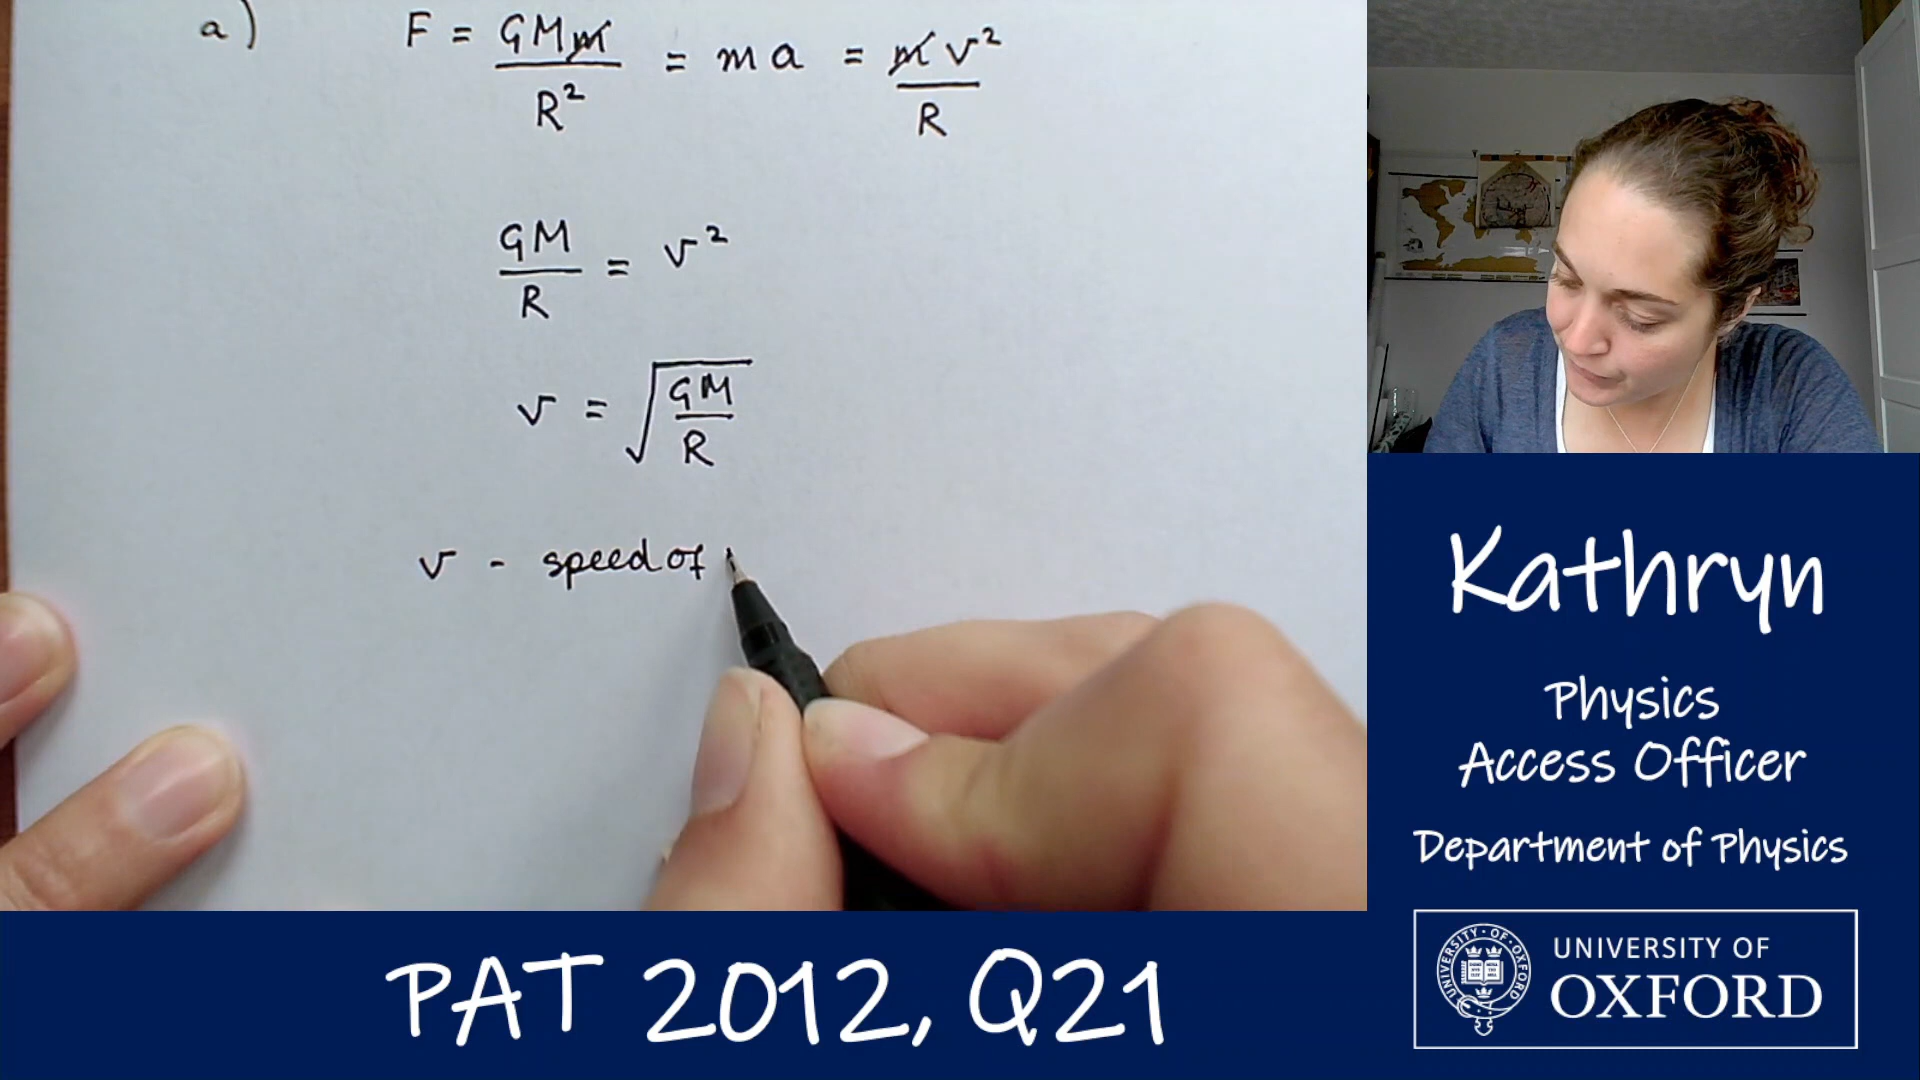 a) F = GMm/R² = ma = mv²/R
GM/R = v²
v = √(GM/R)
v - speed of
Kathryn
Physics
Access Officer
Department of Physics
UNIVERSITY OF
OXFORD
PAT 2012, Q21